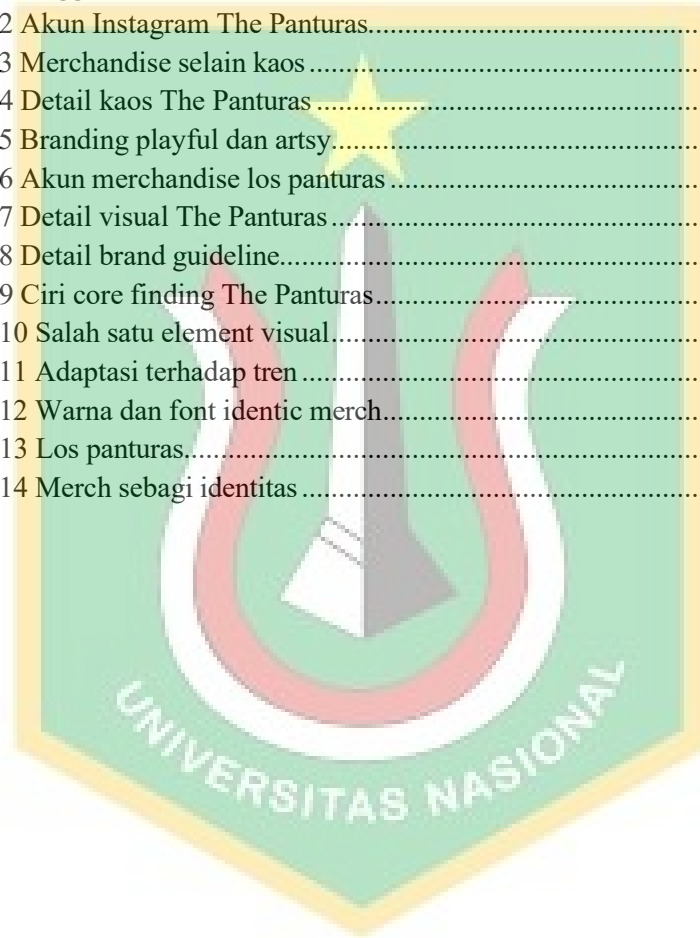 2 Akun Instagram The Panturas....................................................
3 Merchandise selain kaos............................................................
4 Detail kaos The Panturas...........................................................
5 Branding playful dan artsy.........................................................
6 Akun merchandise los panturas.................................................
7 Detail visual The Panturas.........................................................
8 Detail brand guideline................................................................
9 Ciri core finding The Panturas...................................................
10 Salah satu element visual.........................................................
11 Adaptasi terhadap tren.............................................................
12 Warna dan font identic merch..................................................
13 Los panturas.............................................................................
14 Merch sebagi identitas.............................................................
UNIVERSITAS NASIONAL